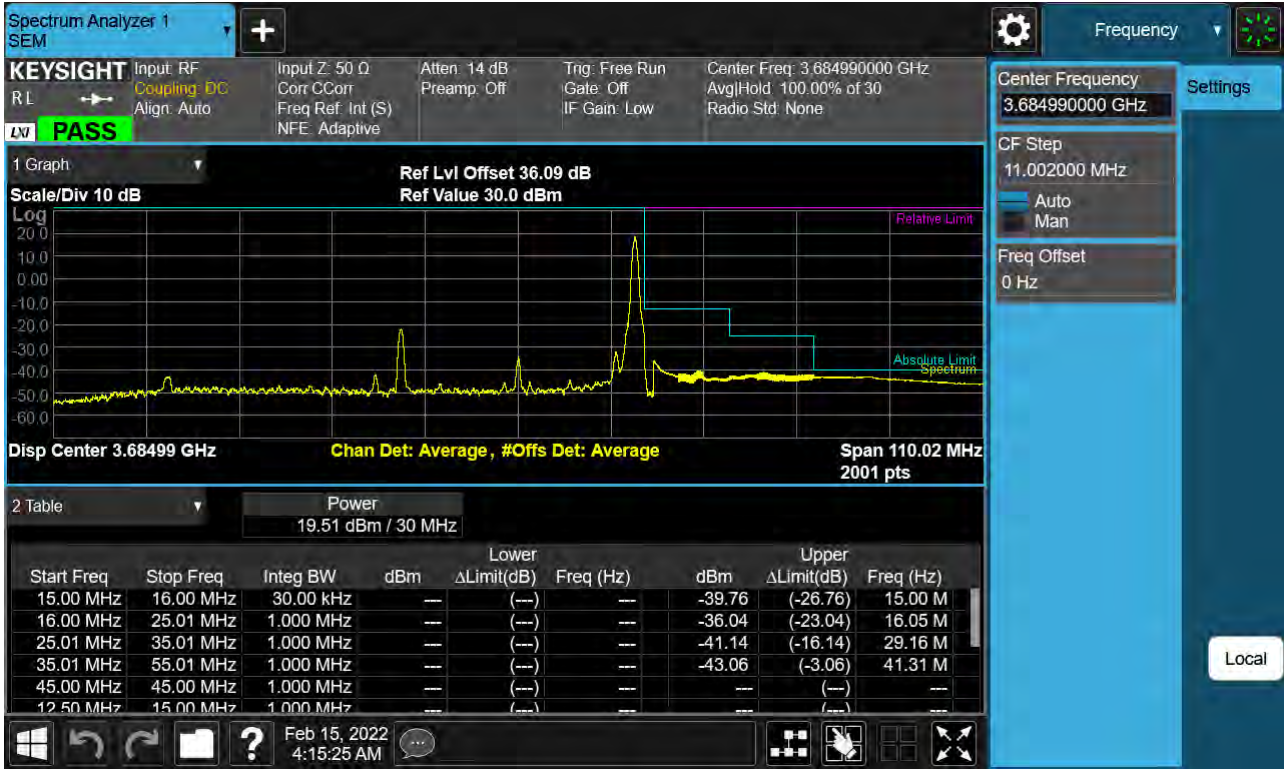 Spectrum Analyzer 1
SEM
+
Frequency
KEYSIGHT
Input: RF
Input Z: 50 Ω
Atten: 14 dB
Trig: Free Run
Center Freq: 3.684990000 GHz
R L
Coupling: DC
Corr CCorr
Preamp: Off
Gate: Off
Avg|Hold: 100.00% of 30
Align: Auto
Freq Ref: Int (S)
IF Gain: Low
Radio Std: None
NFE: Adaptive
LXI
PASS
Center Frequency
3.684990000 GHz
Settings
CF Step
11.002000 MHz
Auto
Man
Freq Offset
0 Hz
Local
1 Graph
Ref Lvl Offset 36.09 dB
Scale/Div 10 dB
Ref Value 30.0 dBm
Log
Relative Limit
20.0
10.0
0.00
-10.0
-20.0
-30.0
Absolute Limit
-40.0
Spectrum
-50.0
-60.0
Disp Center 3.68499 GHz
Chan Det: Average, #Offs Det: Average
Span 110.02 MHz
2001 pts
2 Table
Power
19.51 dBm / 30 MHz
Lower Upper
Start Freq Stop Freq Integ BW dBm ΔLimit(dB) Freq (Hz) dBm ΔLimit(dB) Freq (Hz)
15.00 MHz 16.00 MHz 30.00 kHz --- (---) --- -39.76 (-26.76) 15.00 M
16.00 MHz 25.01 MHz 1.000 MHz --- (---) --- -36.04 (-23.04) 16.05 M
25.01 MHz 35.01 MHz 1.000 MHz --- (---) --- -41.14 (-16.14) 29.16 M
35.01 MHz 55.01 MHz 1.000 MHz --- (---) --- -43.06 (-3.06) 41.31 M
45.00 MHz 45.00 MHz 1.000 MHz --- (---) --- --- (---) ---
12.50 MHz 15.00 MHz 1.000 MHz --- (---) --- --- (---) ---
?
Feb 15, 2022
4:15:25 AM